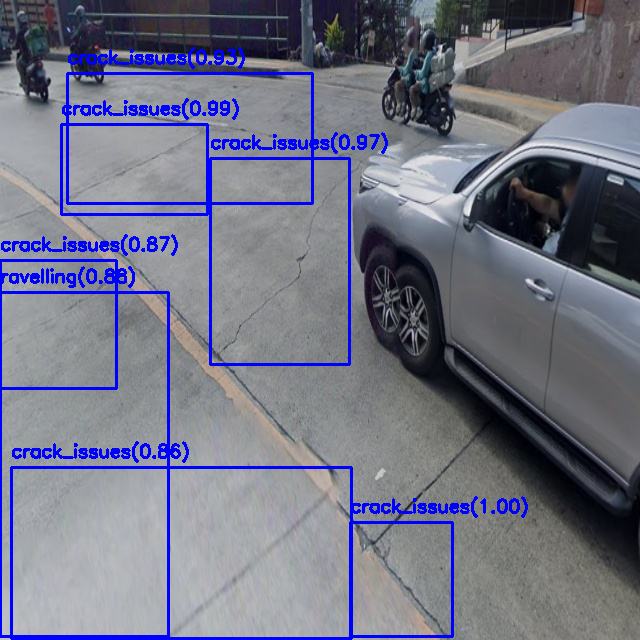 crack_issues(0.93)
crack_issues(0.99)
crack_issues(0.97)
crack_issues(0.87)
ravelling(0.88)
crack_issues(0.86)
crack_issues(1.00)